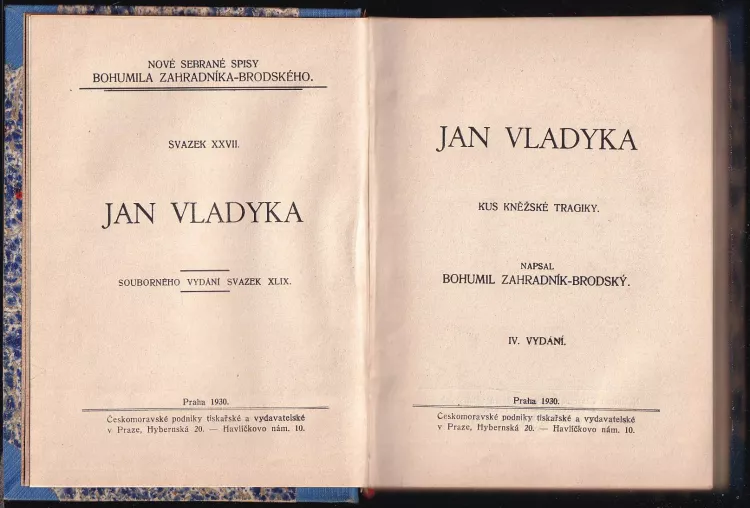 NOVÉ SEBRANÉ SPISY
BOHUMILA ZAHRADNÍKA-BRODSKÉHO.
SVAZEK XXVII.
JAN VLADYKA
SOUBORNÉHO VYDÁNÍ SVAZEK XLIX.
Praha 1930.
Českomoravské podniky tiskařské a vydavatelské
v Praze, Hybernská 20. — Havlíčkovo nám. 10.
JAN VLADYKA
KUS KNĚŽSKÉ TRAGIKY.
NAPSAL
BOHUMIL ZAHRADNÍK-BRODSKÝ.
IV. VYDÁNÍ.
Praha 1930.
Českomoravské podniky tiskařské a vydavatelské
v Praze, Hybernská 20. — Havlíčkovo nám. 10.